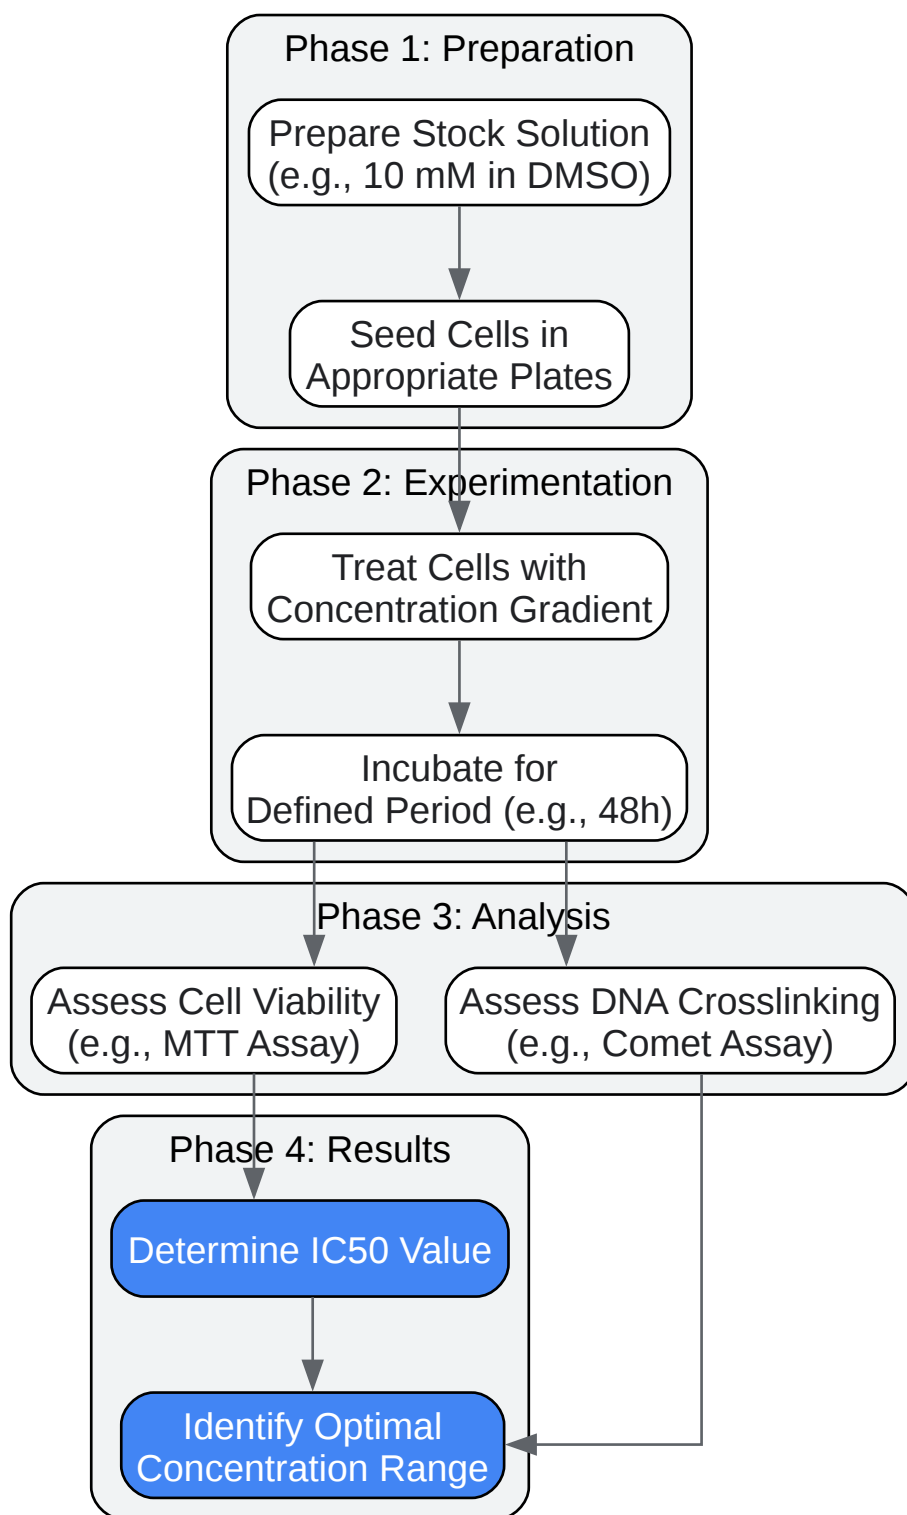 Phase 1: Preparation
Prepare Stock Solution
(e.g., 10 mM in DMSO)
Seed Cells in
Appropriate Plates
Phase 2: Experimentation
Treat Cells with
Concentration Gradient
Incubate for
Defined Period (e.g., 48h)
Phase 3: Analysis
Assess Cell Viability
(e.g., MTT Assay)
Assess DNA Crosslinking
(e.g., Comet Assay)
Phase 4: Results
Determine IC50 Value
Identify Optimal
Concentration Range